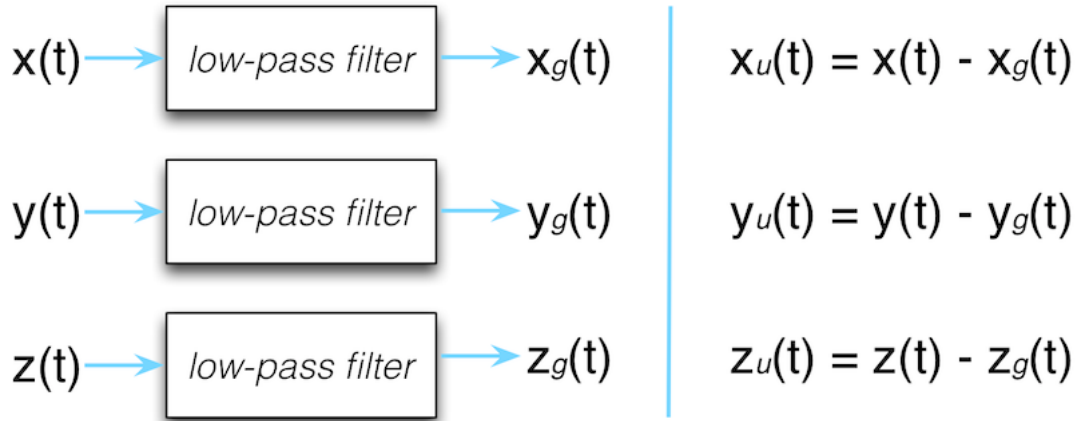 x(t) low-pass filter xg(t) xu(t) = x(t) - xg(t)
y(t) low-pass filter yg(t) yu(t) = y(t) - yg(t)
z(t) low-pass filter zg(t) zu(t) = z(t) - zg(t)